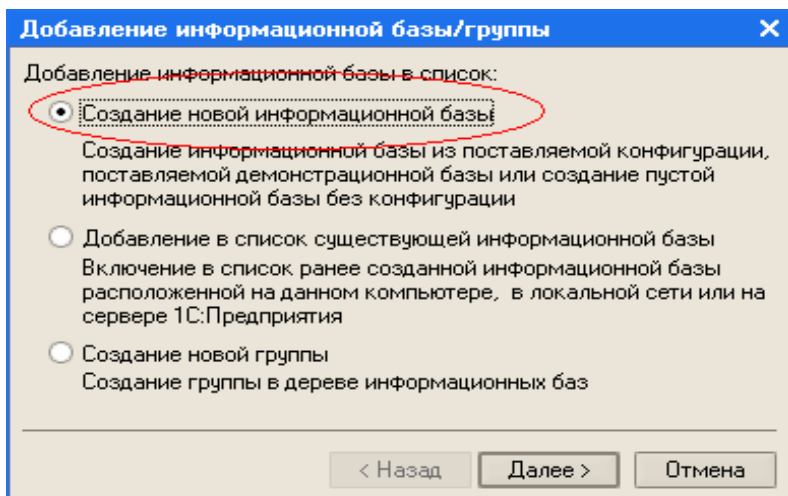 Добавление информационной базы/группы
Добавление информационной базы в список:
Создание новой информационной базы
Создание информационной базы из поставляемой конфигурации,
поставляемой демонстрационной базы или создание пустой
информационной базы без конфигурации
Добавление в список существующей информационной базы
Включение в список ранее созданной информационной базы
расположенной на данном компьютере, в локальной сети или на
сервере 1С:Предприятия
Создание новой группы
Создание группы в дереве информационных баз
< Назад Далее > Отмена